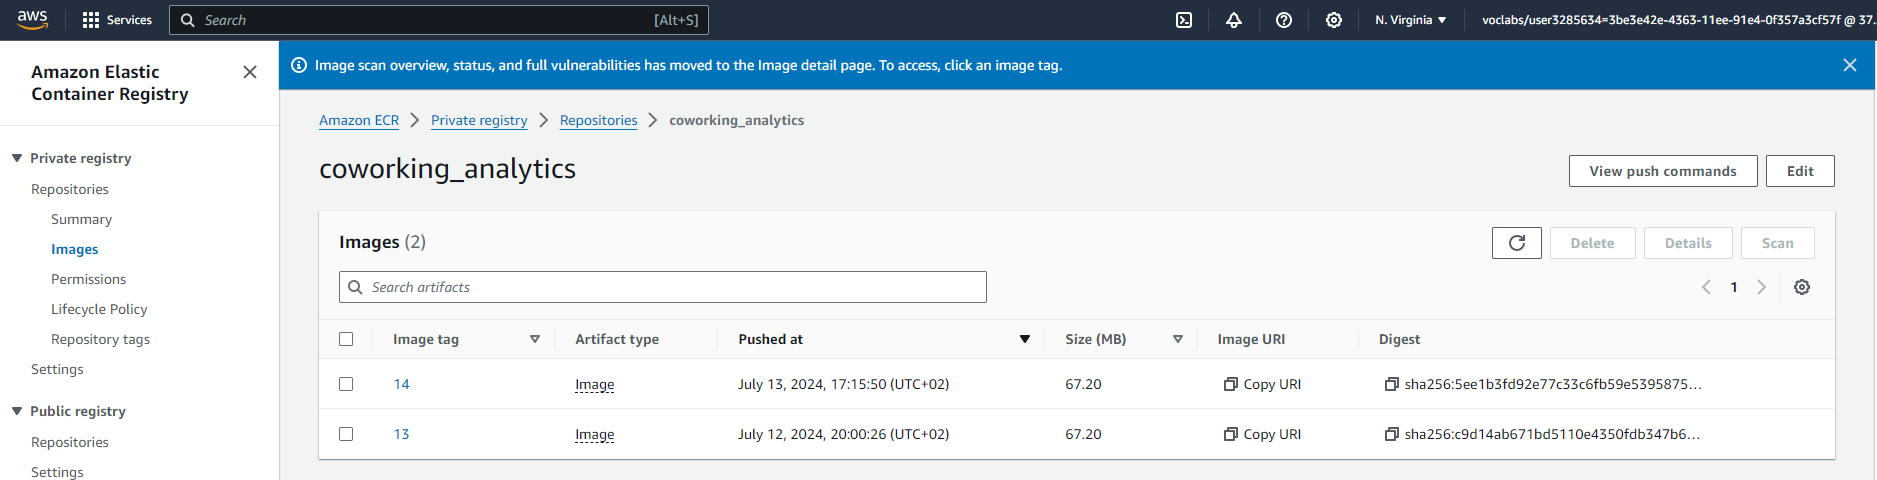 aws Services Search [Alt+S] N. Virginia voclabs/user3285634=3be3e42e-4363-11ee-91e4-0f357a3cf57f @ 37.
Amazon Elastic
Container Registry
Private registry
Repositories
Summary
Images
Permissions
Lifecycle Policy
Repository tags
Settings
Public registry
Repositories
Settings
Image scan overview, status, and full vulnerabilities has moved to the Image detail page. To access, click an image tag.
Amazon ECR Private registry Repositories coworking_analytics
coworking_analytics
View push commands Edit
Images (2)
Delete Details Scan
Search artifacts
1
Image tag Artifact type Pushed at Size (MB) Image URI Digest
14 Image July 13, 2024, 17:15:50 (UTC+02) 67.20 Copy URI sha256:5ee1b3fd92e77c33c6fb59e5395875...
13 Image July 12, 2024, 20:00:26 (UTC+02) 67.20 Copy URI sha256:c9d14ab671bd5110e4350fdb347b6...